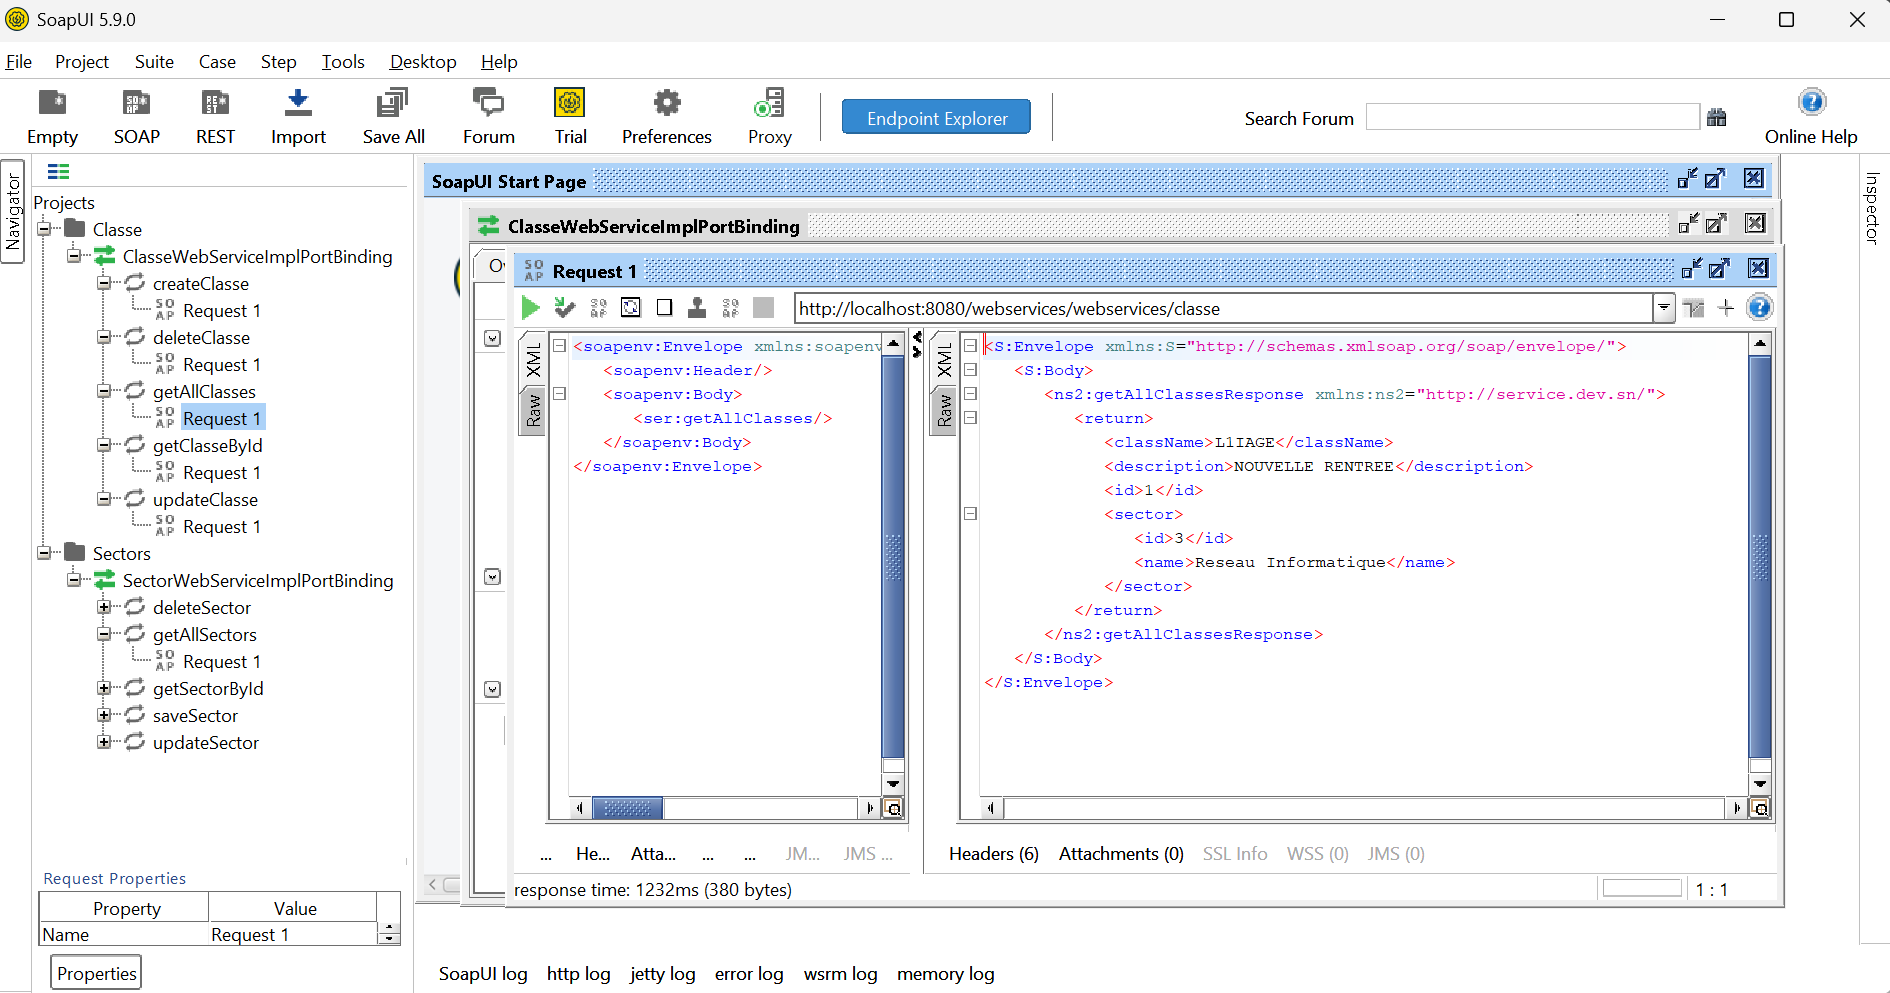 SoapUI 5.9.0
File Project Suite Case Step Tools Desktop Help
Empty SOAP REST Import Save All Forum Trial Preferences Proxy Endpoint Explorer Search Forum Online Help
Navigator
Projects
Classe
ClasseWebServiceImplPortBinding
createClasse
Request 1
deleteClasse
Request 1
getAllClasses
Request 1
getClasseById
Request 1
updateClasse
Request 1
Sectors
SectorWebServiceImplPortBinding
deleteSector
getAllSectors
Request 1
getSectorById
saveSector
updateSector
Request Properties
Property Value
Name Request 1
Properties
SoapUI Start Page
ClasseWebServiceImplPortBinding
Request 1
http://localhost:8080/webservices/webservices/classe
XML
Raw
<soapenv:Envelope xmlns:soapenv
<soapenv:Header/>
<soapenv:Body>
<ser:getAllClasses/>
</soapenv:Body>
</soapenv:Envelope>
... He... Atta... ... ... JM... JMS ...
XML
Raw
<S:Envelope xmlns:S="http://schemas.xmlsoap.org/soap/envelope/">
<S:Body>
<ns2:getAllClassesResponse xmlns:ns2="http://service.dev.sn/">
<return>
<className>L1IAGE</className>
<description>NOUVELLE RENTREE</description>
<id>1</id>
<sector>
<id>3</id>
<name>Reseau Informatique</name>
</sector>
</return>
</ns2:getAllClassesResponse>
</S:Body>
</S:Envelope>
Headers (6) Attachments (0) SSL Info WSS (0) JMS (0)
response time: 1232ms (380 bytes)
1 : 1
SoapUI log http log jetty log error log wsrm log memory log
Inspector